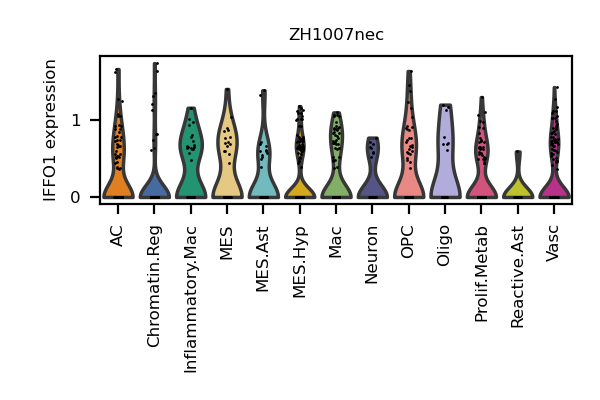 ZH1007nec
IFFO1 expression
1
0
AC
Chromatin.Reg
Inflammatory.Mac
MES
MES.Ast
MES.Hyp
Mac
Neuron
OPC
Oligo
Prolif.Metab
Reactive.Ast
Vasc